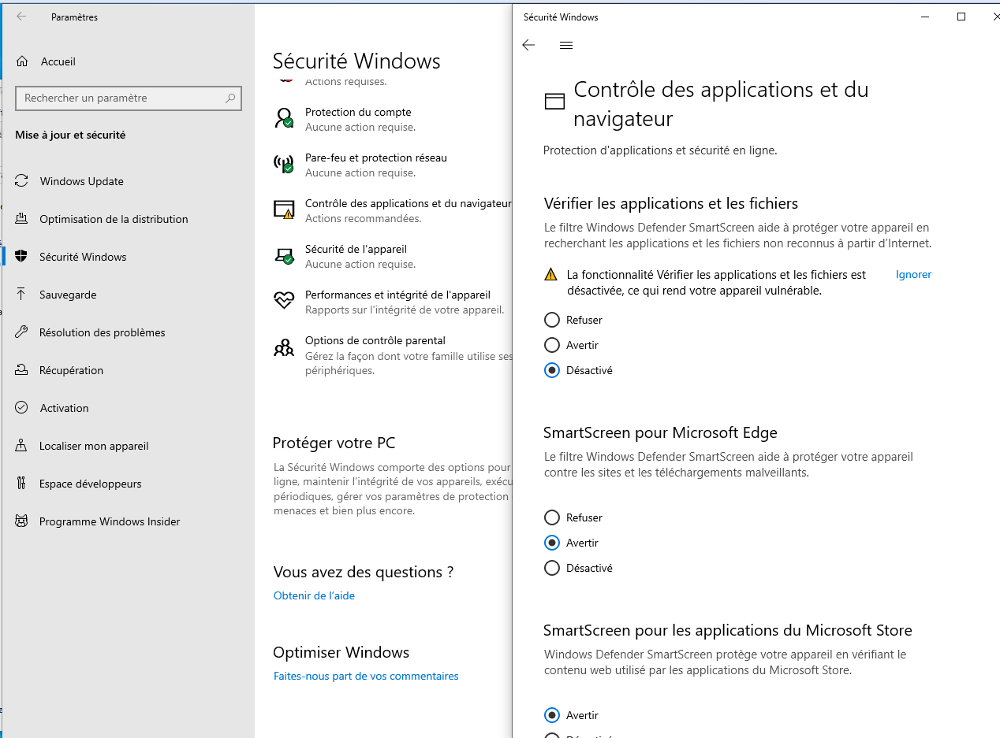 Paramètres
Accueil
Rechercher un paramètre
Mise à jour et sécurité
Windows Update
Optimisation de la distribution
Sécurité Windows
Sauvegarde
Résolution des problèmes
Récupération
Activation
Localiser mon appareil
Espace développeurs
Programme Windows Insider
Sécurité Windows
Actions requises.
Protection du compte
Aucune action requise.
Pare-feu et protection réseau
Aucune action requise.
Contrôle des applications et du navigateur
Actions recommandées.
Sécurité de l'appareil
Aucune action requise.
Performances et intégrité de l'appareil
Rapports sur l'intégrité de votre appareil.
Options de contrôle parental
Gérez la façon dont votre famille utilise ses
périphériques.
Protéger votre PC
La Sécurité Windows comporte des options pour
ligne, maintenir l'intégrité de vos appareils, exécu
périodiques, gérer vos paramètres de protection
menaces et bien plus encore.
Vous avez des questions ?
Obtenir de l'aide
Optimiser Windows
Faites-nous part de vos commentaires
Sécurité Windows
Contrôle des applications et du
navigateur
Protection d'applications et sécurité en ligne.
Vérifier les applications et les fichiers
Le filtre Windows Defender SmartScreen aide à protéger votre appareil en
recherchant les applications et les fichiers non reconnus à partir d'Internet.
La fonctionnalité Vérifier les applications et les fichiers est
désactivée, ce qui rend votre appareil vulnérable.
Ignorer
Refuser
Avertir
Désactivé
SmartScreen pour Microsoft Edge
Le filtre Windows Defender SmartScreen aide à protéger votre appareil
contre les sites et les téléchargements malveillants.
Refuser
Avertir
Désactivé
SmartScreen pour les applications du Microsoft Store
Windows Defender SmartScreen protège votre appareil en vérifiant le
contenu web utilisé par les applications du Microsoft Store.
Avertir